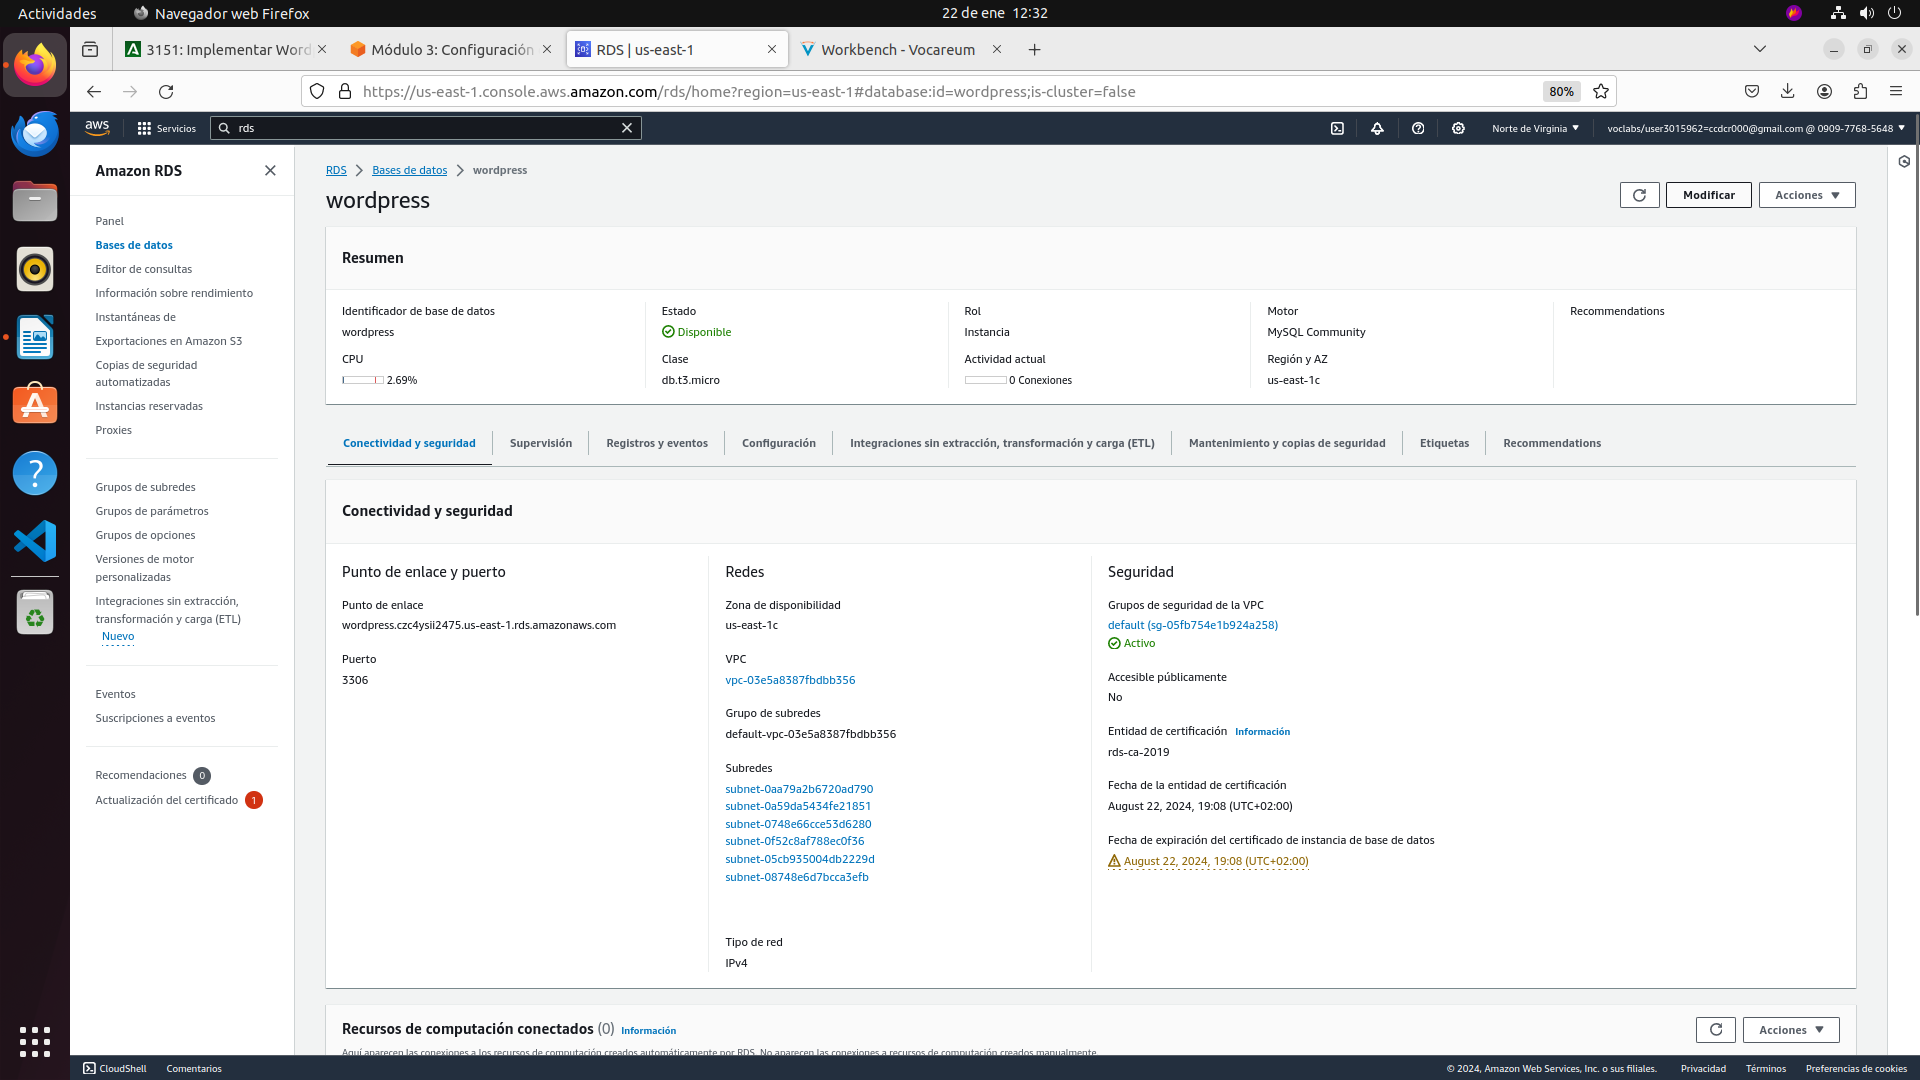 Actividades
Navegador web Firefox
22 de ene 12:32
3151: Implementar Word
Módulo 3: Configuración
RDS | us-east-1
Workbench - Vocareum
https://us-east-1.console.aws.amazon.com/rds/home?region=us-east-1#database:id=wordpress;is-cluster=false
80%
aws
Servicios
rds
Norte de Virginia
voclabs/user3015962=ccdcr000@gmail.com @ 0909-7768-5648
Amazon RDS
Panel
Bases de datos
Editor de consultas
Información sobre rendimiento
Instantáneas de
Exportaciones en Amazon S3
Copias de seguridad
automatizadas
Instancias reservadas
Proxies
Grupos de subredes
Grupos de parámetros
Grupos de opciones
Versiones de motor
personalizadas
Integraciones sin extracción,
transformación y carga (ETL)
Nuevo
Eventos
Suscripciones a eventos
Recomendaciones 0
Actualización del certificado 1
RDS > Bases de datos > wordpress
wordpress
Modificar
Acciones
Resumen
Identificador de base de datos
wordpress
CPU
2.69%
Estado
Disponible
Clase
db.t3.micro
Rol
Instancia
Actividad actual
0 Conexiones
Motor
MySQL Community
Región y AZ
us-east-1c
Recommendations
Conectividad y seguridad
Supervisión
Registros y eventos
Configuración
Integraciones sin extracción, transformación y carga (ETL)
Mantenimiento y copias de seguridad
Etiquetas
Recommendations
Conectividad y seguridad
Punto de enlace y puerto
Punto de enlace
wordpress.czc4ysii2475.us-east-1.rds.amazonaws.com
Puerto
3306
Redes
Zona de disponibilidad
us-east-1c
VPC
vpc-03e5a8387fbdbb356
Grupo de subredes
default-vpc-03e5a8387fbdbb356
Subredes
subnet-0aa79a2b6720ad790
subnet-0a59da5434fe21851
subnet-0748e66cce53d6280
subnet-0f52c8af788ec0f36
subnet-05cb935004db2229d
subnet-08748e6d7bcca3efb
Tipo de red
IPv4
Seguridad
Grupos de seguridad de la VPC
default (sg-05fb754e1b924a258)
Activo
Accesible públicamente
No
Entidad de certificación Información
rds-ca-2019
Fecha de la entidad de certificación
August 22, 2024, 19:08 (UTC+02:00)
Fecha de expiración del certificado de instancia de base de datos
August 22, 2024, 19:08 (UTC+02:00)
Recursos de computación conectados (0) Información
Acciones
Aquí aparecen las conexiones a los recursos de computación creados automáticamente por RDS. No aparecen las conexiones a recursos de computación creados manualmente.
CloudShell
Comentarios
© 2024, Amazon Web Services, Inc. o sus filiales.
Privacidad
Términos
Preferencias de cookies